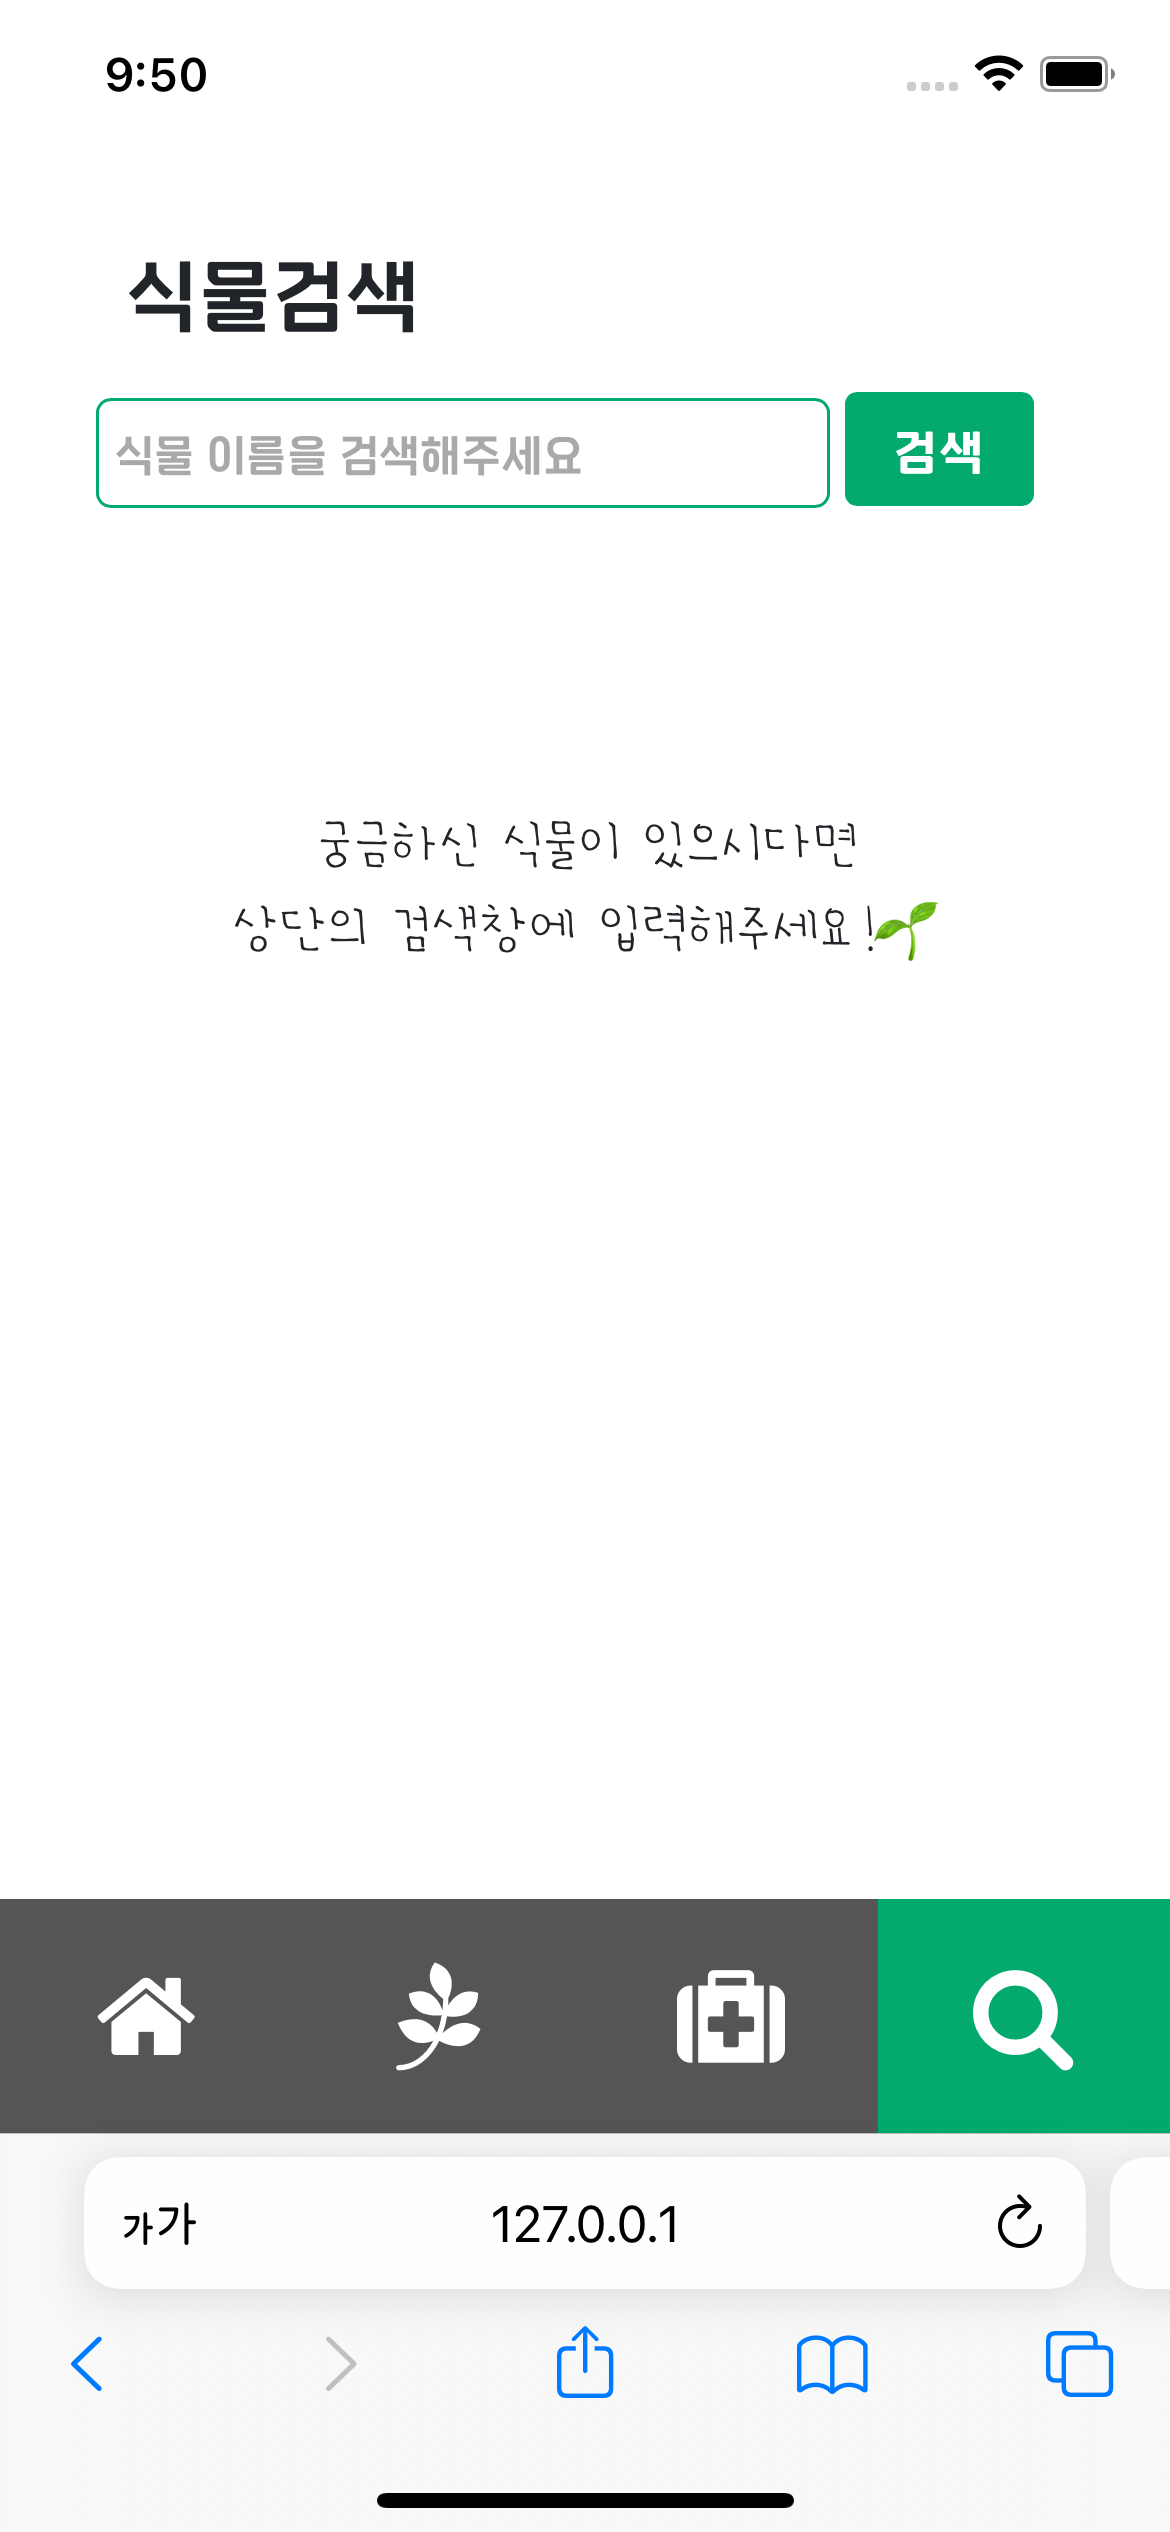 9:50
식물검색
식물 이름을 검색해주세요
검색
궁금하신 식물이 있으시다면
상단의 검색창에 입력해주세요!🌱
가가
127.0.0.1